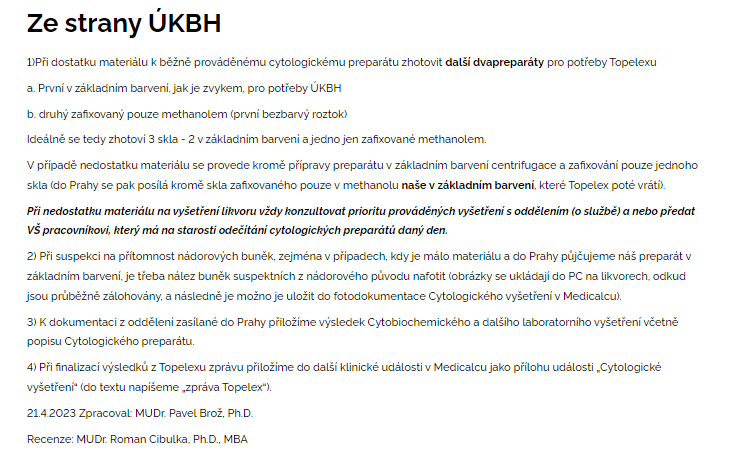 Ze strany ÚKBH
1)Při dostatku materiálu k běžně prováděnému cytologickému preparátu zhotovit další dvapreparáty pro potřeby Topelexu
a. První v základním barvení, jak je zvykem, pro potřeby ÚKBH
b. druhý zafixovaný pouze methanolem (první bezbarvý roztok)
Ideálně se tedy zhotoví 3 skla - 2 v základním barvení a jedno jen zafixované methanolem.
V případě nedostatku materiálu se provede kromě přípravy preparátu v základním barvení centrifugace a zafixování pouze jednoho
skla (do Prahy se pak posílá kromě skla zafixovaného pouze v methanolu naše v základním barvení, které Topelex poté vrátí).
Při nedostatku materiálu na vyšetření likvoru vždy konzultovat prioritu prováděných vyšetření s oddělením (o službě) a nebo předat
VŠ pracovníkovi, který má na starosti odečítání cytologických preparátů daný den.
2) Při suspekci na přítomnost nádorových buněk, zejména v případech, kdy je málo materiálu a do Prahy půjčujeme náš preparát v
základním barvení, je třeba nález buněk suspektních z nádorového původu nafotit (obrázky se ukládají do PC na likvorech, odkud
jsou průběžně zálohovány, a následně je možno je uložit do fotodokumentace Cytologického vyšetření v Medicalcu).
3) K dokumentaci z oddělení zasílané do Prahy přiložíme výsledek Cytobiochemického a dalšího laboratorního vyšetření včetně
popisu Cytologického preparátu.
4) Při finalizací výsledků z Topelexu zprávu přiložíme do další klinické události v Medicalcu jako přílohu události „Cytologické
vyšetření“ (do textu napíšeme „zpráva Topelex“).
21.4.2023 Zpracoval: MUDr. Pavel Brož, Ph.D.
Recenze: MUDr. Roman Cibulka, Ph.D., MBA